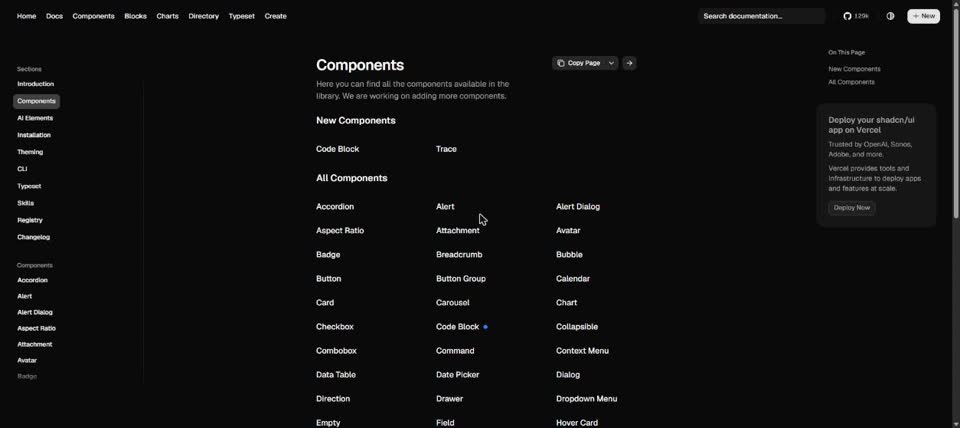 Home Docs Components Blocks Charts Directory Typeset Create
Search documentation...
129k
+ New
Sections
Introduction
Components
AI Elements
Installation
Theming
CLI
Typeset
Skills
Registry
Changelog
Components
Accordion
Alert
Alert Dialog
Aspect Ratio
Attachment
Avatar
Badge
Components
Copy Page
Here you can find all the components available in the
library. We are working on adding more components.
New Components
Code Block Trace
All Components
Accordion Alert Alert Dialog
Aspect Ratio Attachment Avatar
Badge Breadcrumb Bubble
Button Button Group Calendar
Card Carousel Chart
Checkbox Code Block Collapsible
Combobox Command Context Menu
Data Table Date Picker Dialog
Direction Drawer Dropdown Menu
Empty Field Hover Card
On This Page
New Components
All Components
Deploy your shadcn/ui
app on Vercel
Trusted by OpenAI, Sonos,
Adobe, and more.
Vercel provides tools and
infrastructure to deploy apps
and features at scale.
Deploy Now